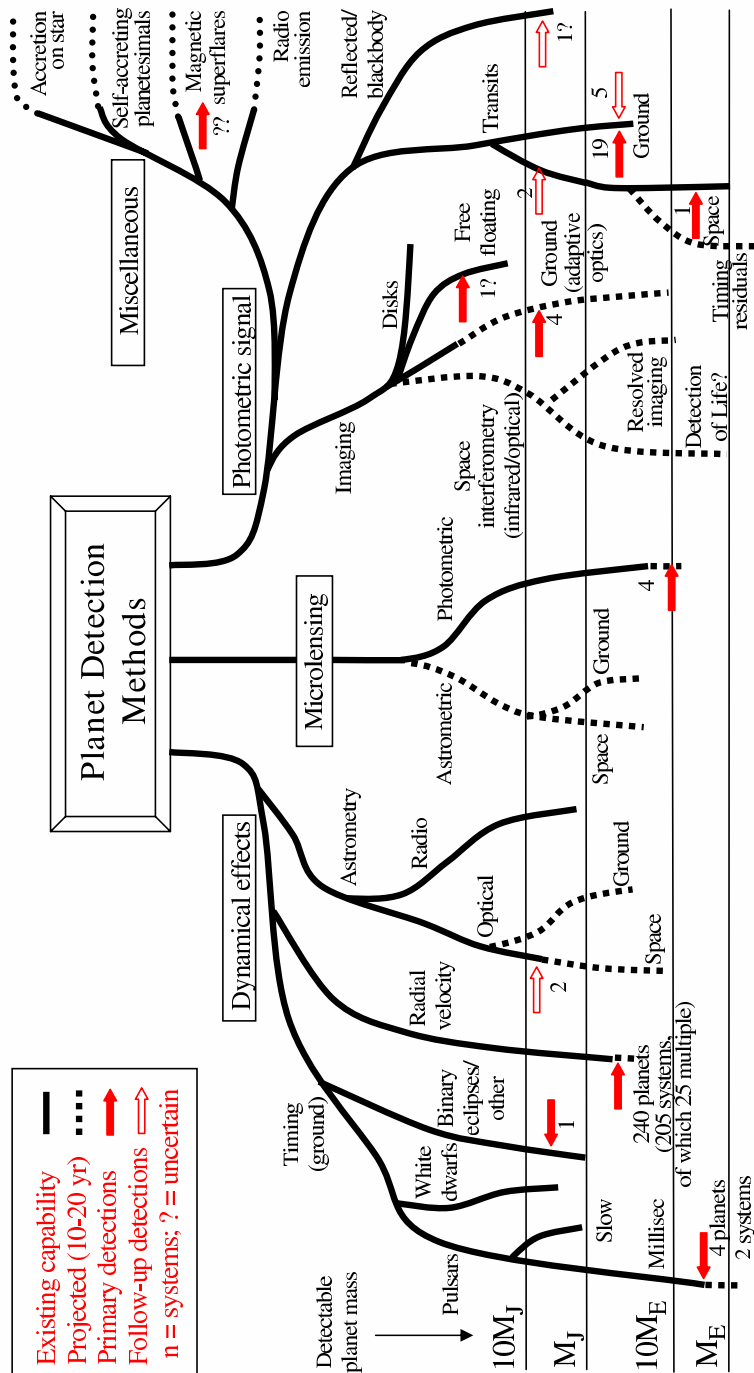 Planet Detection
Methods
Existing capability
Projected (10-20 yr)
Primary detections
Follow-up detections
n = systems; ? = uncertain
Dynamical effects
Microlensing
Photometric signal
Miscellaneous
Accretion
on star
Self-accreting
planetesimals
Magnetic
superflares
??
Radio
emission
Detectable
planet mass
Timing
(ground)
Pulsars
White
dwarfs
Binary
eclipses/
other
Radial
velocity
Astrometry
Radio
Optical
Astrometric
Photometric
Imaging
Disks
Free
floating
1?
Reflected/
blackbody
1?
Transits
Space
interferometry
(infrared/optical)
Ground
(adaptive
optics)
4
2
19
5
Ground
10M_J
M_J
10M_E
M_E
Slow
Millisec
4 planets
2 systems
1
240 planets
(205 systems,
of which 25 multiple)
2
Space
Ground
Space
Ground
4
Resolved
imaging
Detection
of Life?
1
Space
Timing
residuals